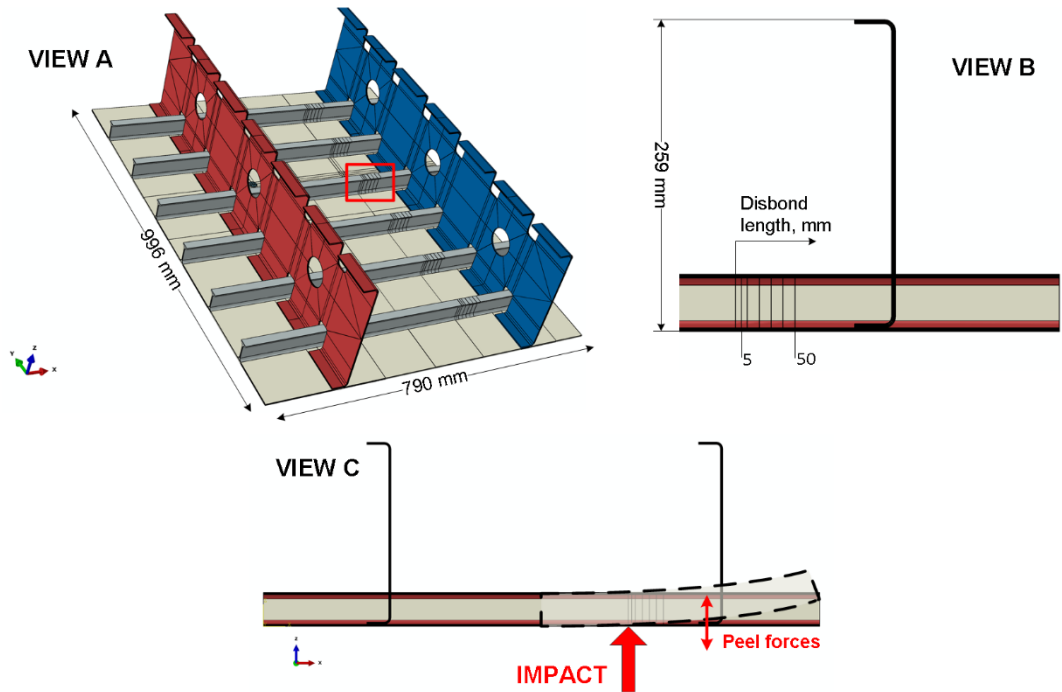 VIEW A
996 mm
790 mm
Y
Z
X
VIEW B
259 mm
Disbond
length, mm
5
50
VIEW C
Peel forces
IMPACT
z
x